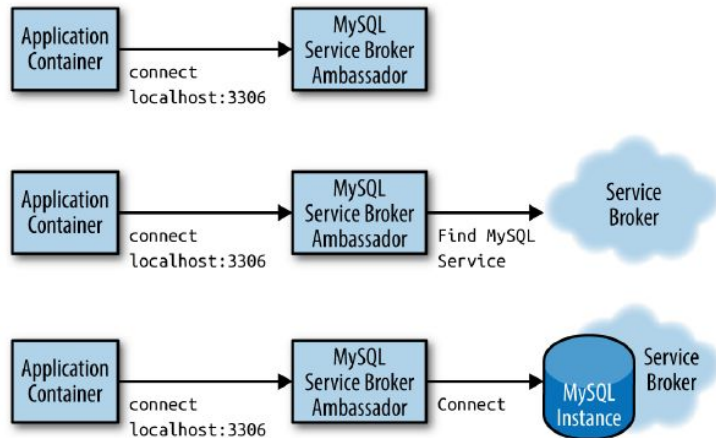 Application
Container
connect
localhost:3306
MySQL
Service Broker
Ambassador
Application
Container
connect
localhost:3306
MySQL
Service Broker
Ambassador
Find MySQL
Service
Service
Broker
Application
Container
connect
localhost:3306
MySQL
Service Broker
Ambassador
Connect
MySQL
Instance
Service
Broker